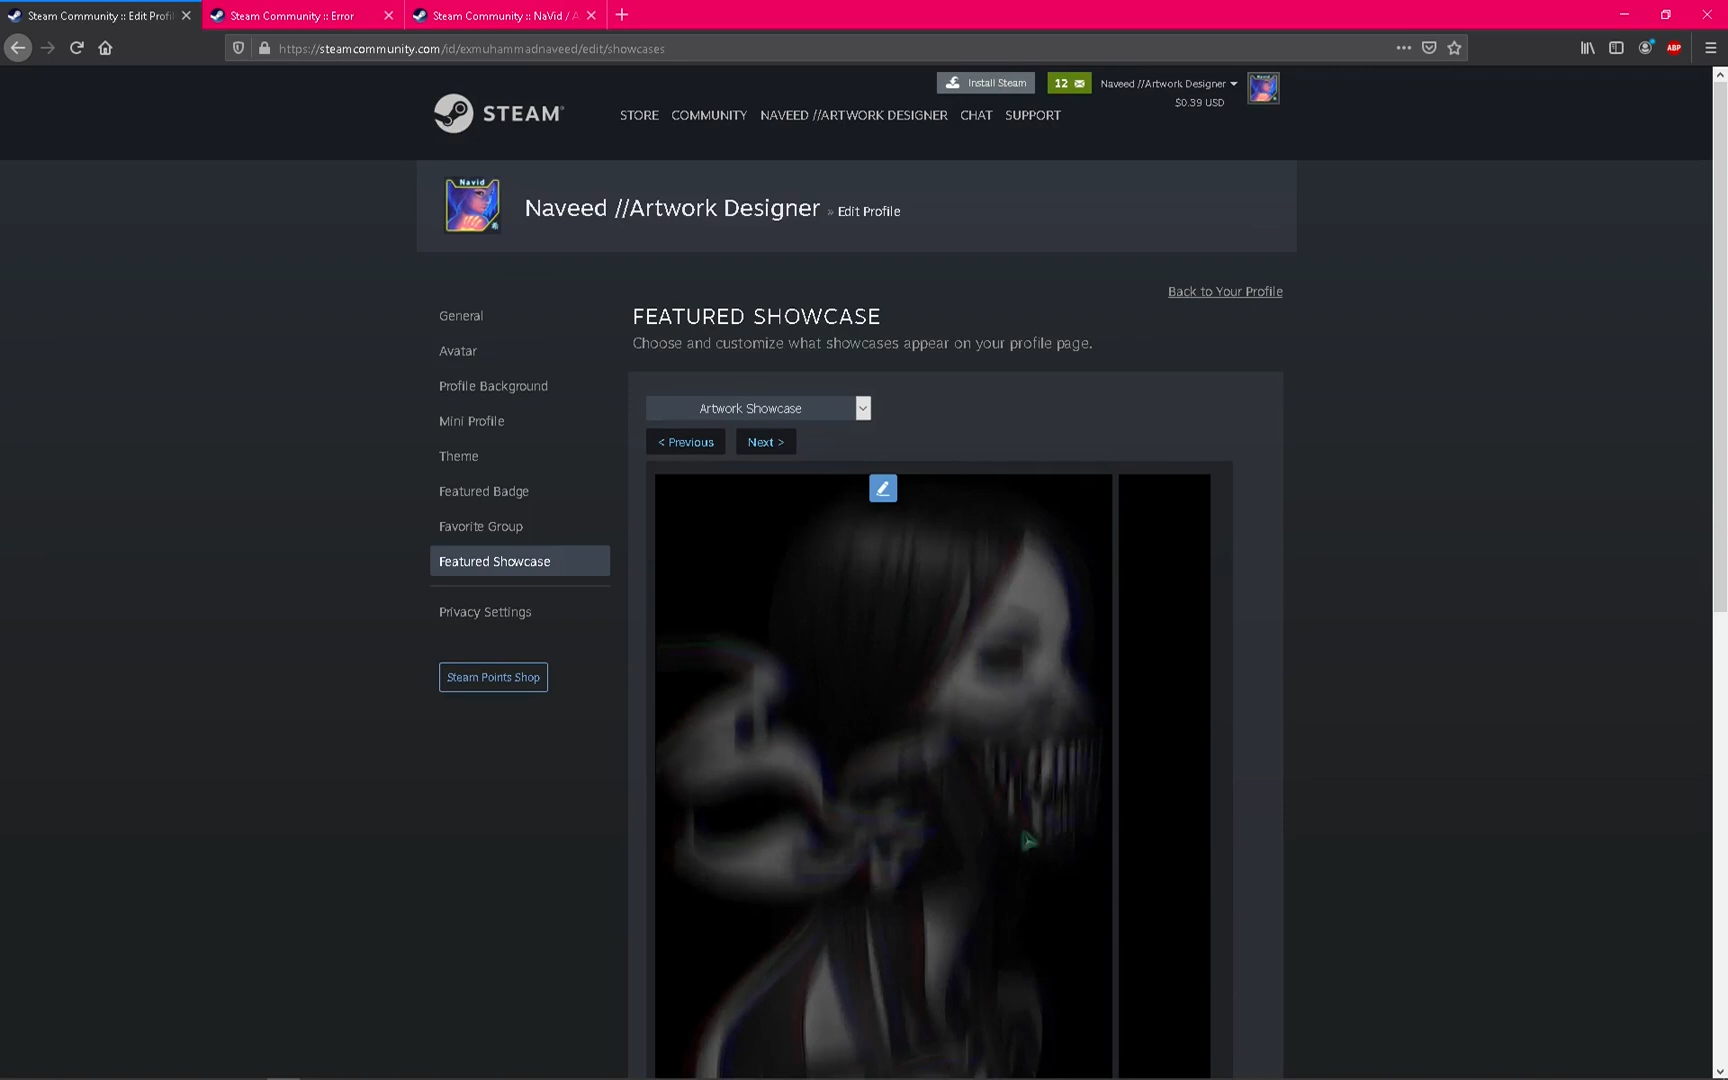 Steam Community :: Edit Profil
Steam Community :: Error
Steam Community :: NaVid / A
https://steamcommunity.com/id/exmuhammadnaveed/edit/showcases
ABP
Install Steam
12
Naveed //Artwork Designer
$0.39 USD
STEAM®
STORE COMMUNITY NAVEED //ARTWORK DESIGNER CHAT SUPPORT
Navid
Naveed //Artwork Designer » Edit Profile
Back to Your Profile
General
Avatar
Profile Background
Mini Profile
Theme
Featured Badge
Favorite Group
Featured Showcase
Privacy Settings
Steam Points Shop
FEATURED SHOWCASE
Choose and customize what showcases appear on your profile page.
Artwork Showcase
< Previous
Next >